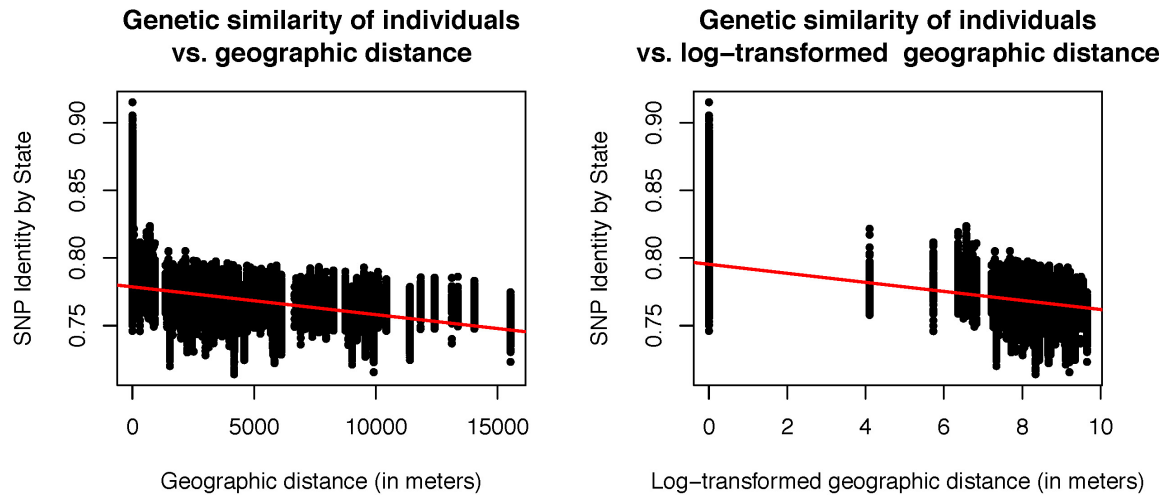 Genetic similarity of individuals
vs. geographic distance
SNP Identity by State
0.90
0.85
0.80
0.75
0
5000
10000
15000
Geographic distance (in meters)
Genetic similarity of individuals
vs. log−transformed  geographic distance
SNP Identity by State
0.90
0.85
0.80
0.75
0
2
4
6
8
10
Log−transformed geographic distance (in meters)